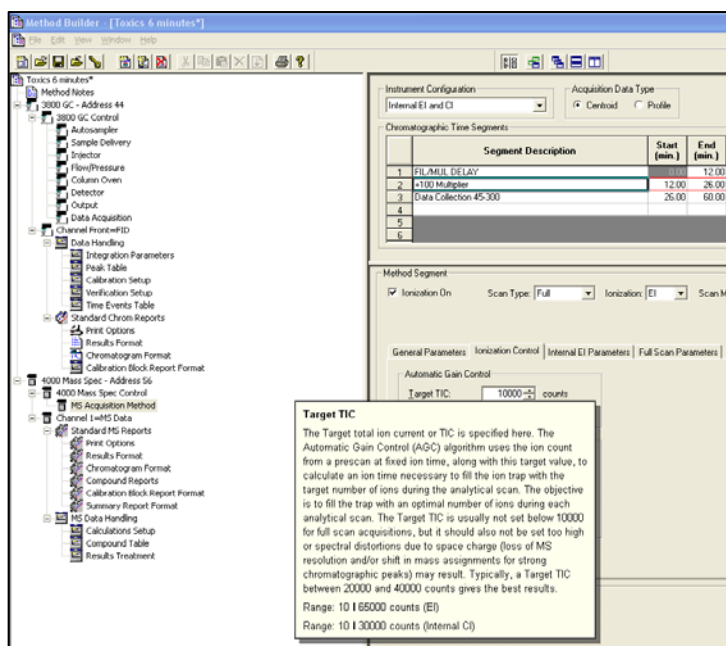 Method Builder - [Toxics 6 minutes*]
File Edit View Window Help
Toxics 6 minutes*
Method Notes
3800 GC - Address 44
3800 GC Control
Autosampler
Sample Delivery
Injector
Flow/Pressure
Column Oven
Detector
Output
Data Acquisition
Channel Front=FID
Data Handling
Integration Parameters
Peak Table
Calibration Setup
Verification Setup
Time Events Table
Standard Chrom Reports
Print Options
Results Format
Chromatogram Format
Calibration Block Report Format
4000 Mass Spec - Address 56
4000 Mass Spec Control
MS Acquisition Method
Channel 1=MS Data
Standard MS Reports
Print Options
Results Format
Chromatogram Format
Compound Reports
Calibration Block Report Format
Summary Report Format
MS Data Handling
Calculations Setup
Compound Table
Results Treatment
Instrument Configuration
Internal EI and CI
Acquisition Data Type
Centroid Profile
Chromatographic Time Segments
Segment Description Start (min.) End (min.)
1 FIL/MUL DELAY 0.00 12.00
2 +100 Multiplier 12.00 26.00
3 Data Collection 45-300 26.00 60.00
4
5
6
Method Segment
Ionization On Scan Type: Full Ionization: EI Scan M
General Parameters Ionization Control Internal EI Parameters Full Scan Parameters
Automatic Gain Control
Target TIC: 10000 counts
Target TIC
The Target total ion current or TIC is specified here. The
Automatic Gain Control (AGC) algorithm uses the ion count
from a prescan at fixed ion time, along with this target value, to
calculate an ion time necessary to fill the ion trap with the
target number of ions during the analytical scan. The objective
is to fill the trap with an optimal number of ions during each
analytical scan. The Target TIC is usually not set below 10000
for full scan acquisitions, but it should also not be set too high
or spectral distortions due to space charge (loss of MS
resolution and/or shift in mass assignments for strong
chromatographic peaks) may result. Typically, a Target TIC
between 20000 and 40000 counts gives the best results.
Range: 10 I 65000 counts (EI)
Range: 10 I 30000 counts (Internal CI)